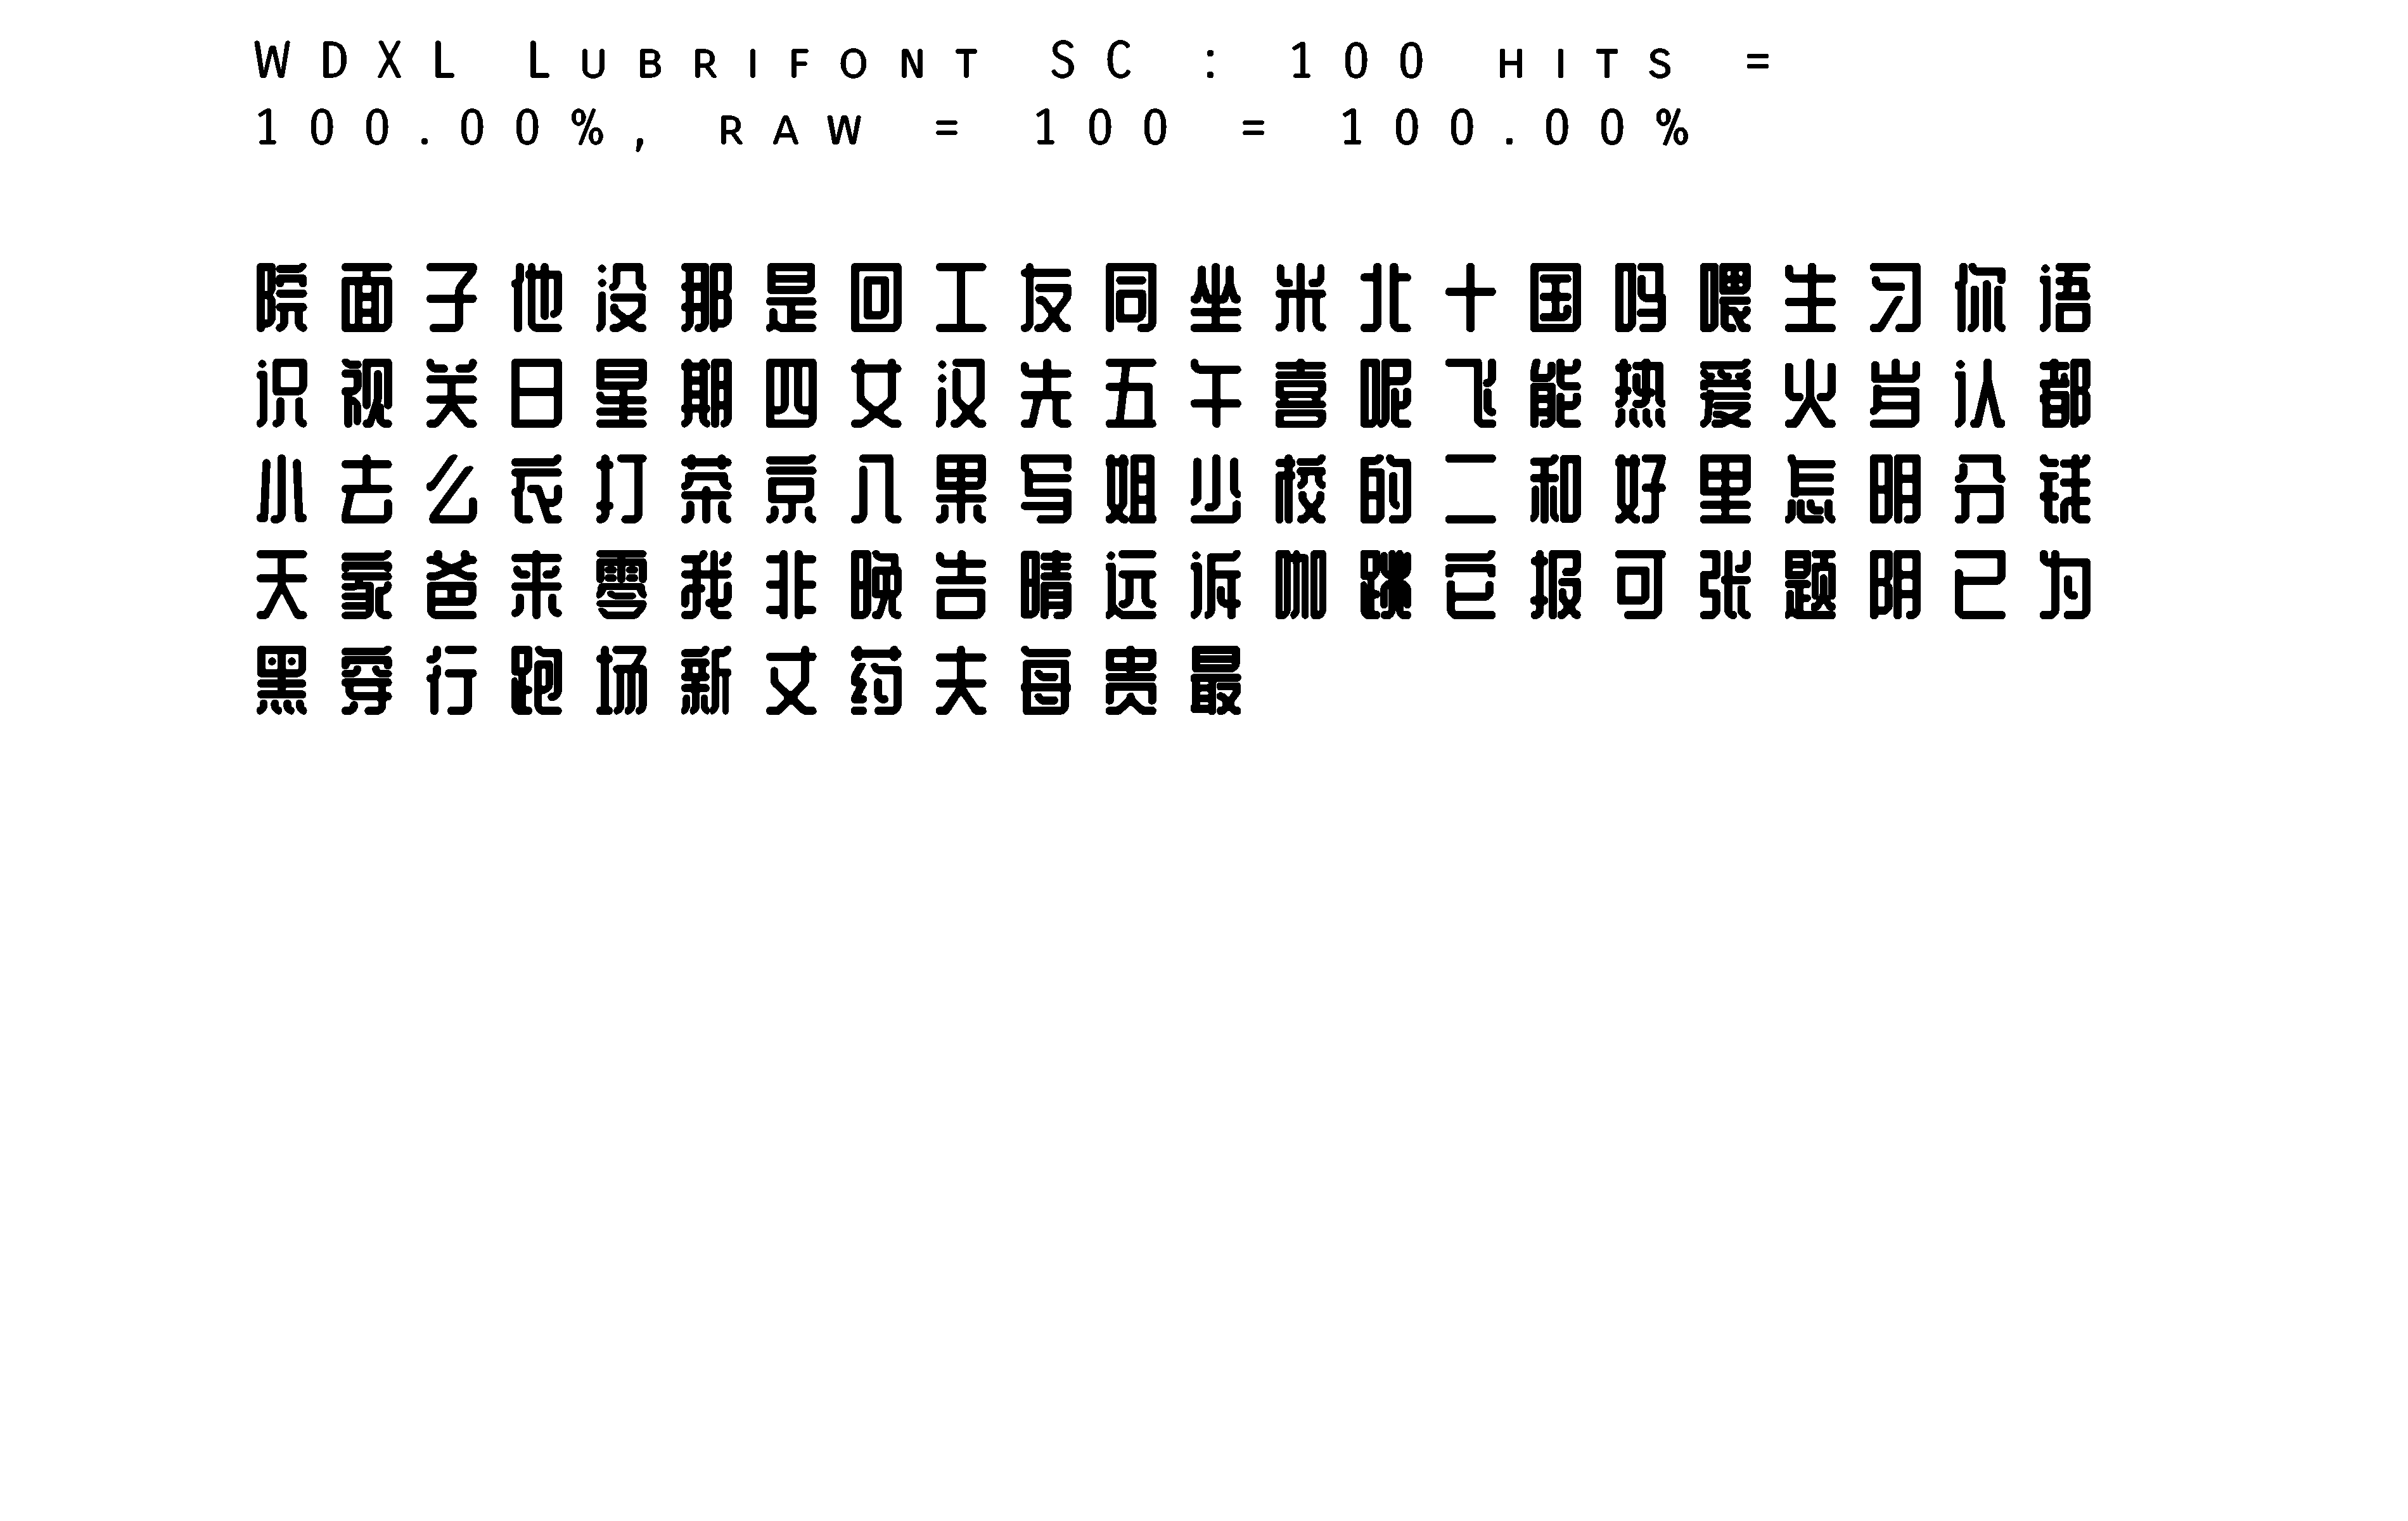 WDXL Lubrifont SC : 100 hits =
100.00%, raw = 100 = 100.00%
院面子他没那是回工友同坐米北十国吗喂生习你语
识视关日星期四女汉先五午喜呢飞能热爱火岁认都
小去么衣打茶京八果写姐少校的二和好里怎明分钱
天家爸来零我非晚告晴远诉咖跳它报可张题阴已为
黑穿行跑场新丈药夫每贵最